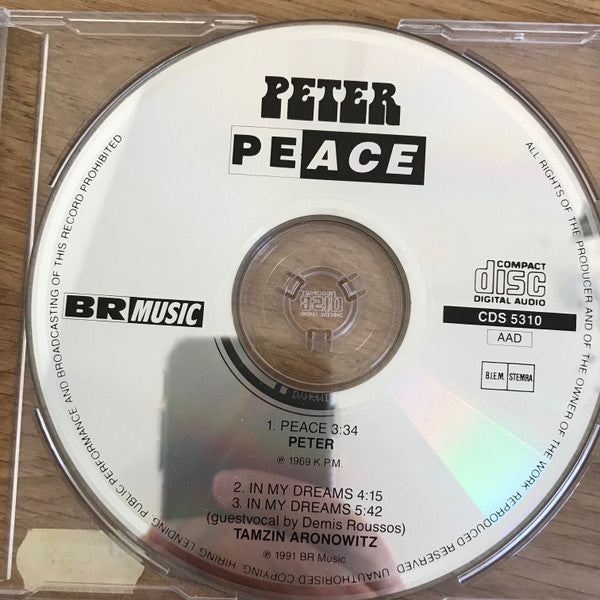 PETER
PEACE
COMPACT
disc
DIGITAL AUDIO
BR MUSIC
CDS 5310
AAD
B.I.E.M. STEMRA
1. PEACE 3:34
PETER
℗ 1969 K.P.M.
2. IN MY DREAMS 4:15
3. IN MY DREAMS 5:42
(guestvocal by Demis Roussos)
TAMZIN ARONOWITZ
℗ 1991 BR Music
ALL RIGHTS OF THE PRODUCER AND OF THE OWNER OF THE WORK REPRODUCED RESERVED. UNAUTHORISED COPYING, HIRING, LENDING, PUBLIC PERFORMANCE AND BROADCASTING OF THIS RECORD PROHIBITED